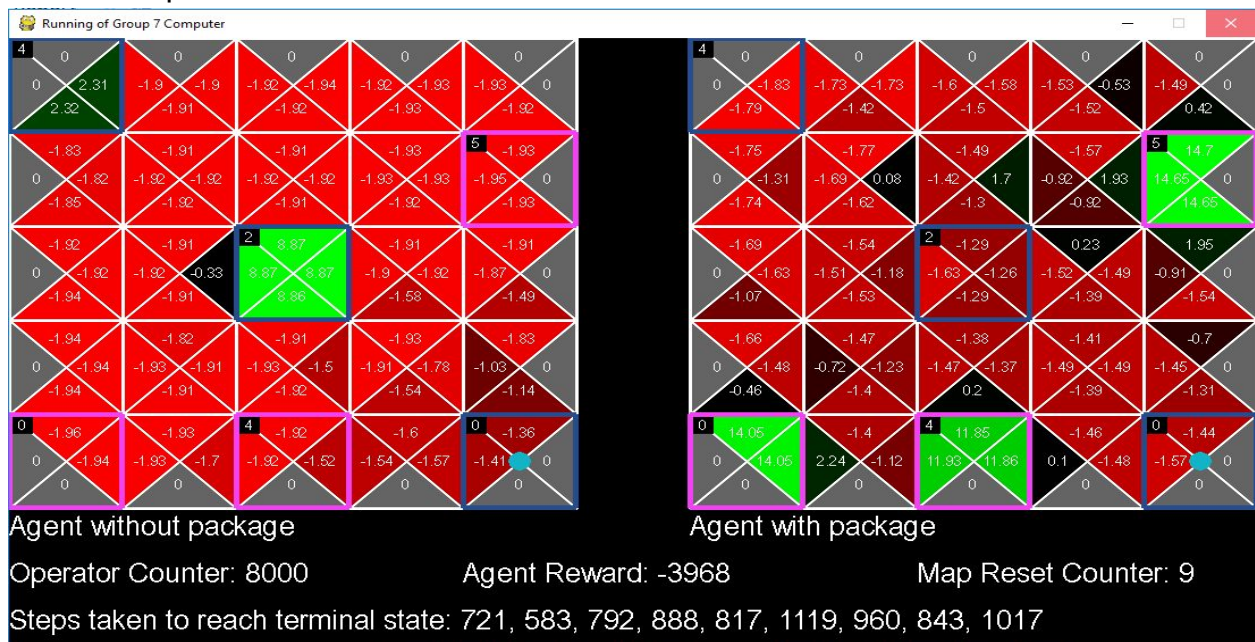 Running of Group 7 Computer
4 0 0 0 0 0 4 0 0 0 0 0
0 2.31 -1.9 -1.9 -1.92 -1.94 -1.92 -1.93 -1.93 0 0 -1.83 -1.73 -1.73 -1.6 -1.58 -1.53 -0.53 -1.49 0
2.32 -1.91 -1.92 -1.93 -1.92 -1.79 -1.42 -1.5 -1.52 0.42
-1.83 -1.91 -1.91 -1.93 5 -1.93 -1.75 -1.77 -1.49 -1.57 5 14.7
0 -1.82 -1.92 -1.92 -1.92 -1.92 -1.93 -1.93 -1.95 0 0 -1.31 -1.69 0.08 -1.42 1.7 -0.92 1.93 14.65 0
-1.85 -1.92 -1.91 -1.92 -1.93 -1.74 -1.62 -1.3 -0.92 14.65
-1.92 -1.91 2 8.87 -1.91 -1.91 -1.69 -1.54 2 -1.29 0.23 1.95
0 -1.92 -1.92 -0.33 8.87 8.87 -1.9 -1.92 -1.87 0 0 -1.63 -1.51 -1.18 -1.63 -1.26 -1.52 -1.49 -0.91 0
-1.94 -1.91 8.86 -1.58 -1.49 -1.07 -1.53 -1.29 -1.39 -1.54
-1.94 -1.82 -1.91 -1.93 -1.83 -1.66 -1.47 -1.38 -1.41 -0.7
0 -1.94 -1.93 -1.91 -1.93 -1.5 -1.91 -1.78 -1.03 0 0 -1.48 -0.72 -1.23 -1.47 -1.37 -1.49 -1.49 -1.45 0
-1.94 -1.91 -1.92 -1.54 -1.14 -0.46 -1.4 0.2 -1.39 -1.31
0 -1.96 -1.93 4 -1.92 -1.6 0 -1.36 0 14.05 -1.4 4 11.85 -1.46 0 -1.44
0 -1.94 -1.93 -1.7 -1.92 -1.52 -1.54 -1.57 -1.41 0 0 14.05 2.24 -1.12 11.93 11.86 0.1 -1.48 -1.57 0
0 0 0 0 0 0 0 0 0 0
Agent without package Agent with package
Operator Counter: 8000 Agent Reward: -3968 Map Reset Counter: 9
Steps taken to reach terminal state: 721, 583, 792, 888, 817, 1119, 960, 843, 1017